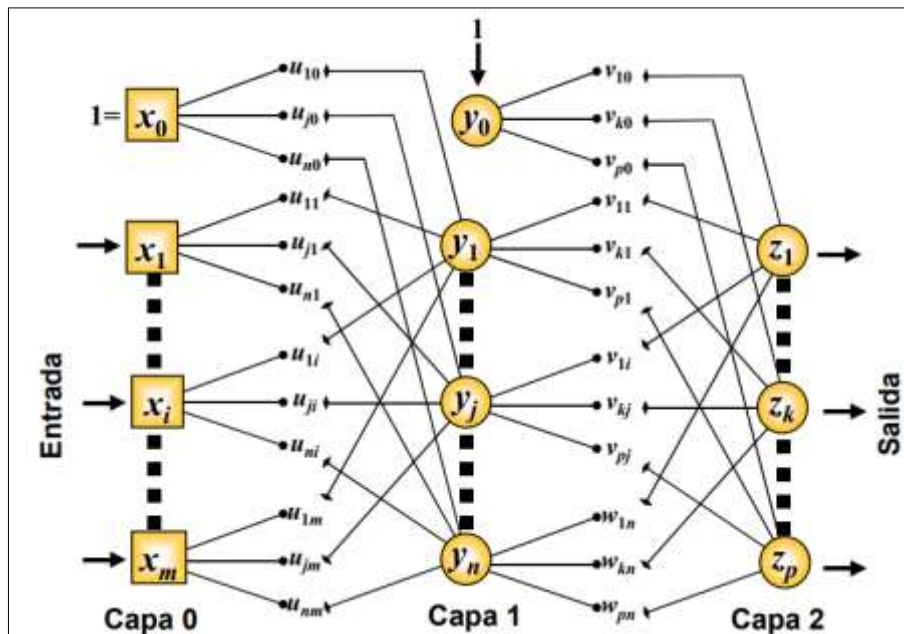 1
u10
v10
1= x0
uj0
y0
vk0
un0
vp0
u11
v11
x1
uj1
y1
vk1
z1
un1
vp1
u1i
v1i
Entrada
xi
uji
yj
vkj
zk
Salida
uni
vpj
u1m
w1n
xm
ujm
yn
wkn
zp
unm
wpn
Capa 0
Capa 1
Capa 2